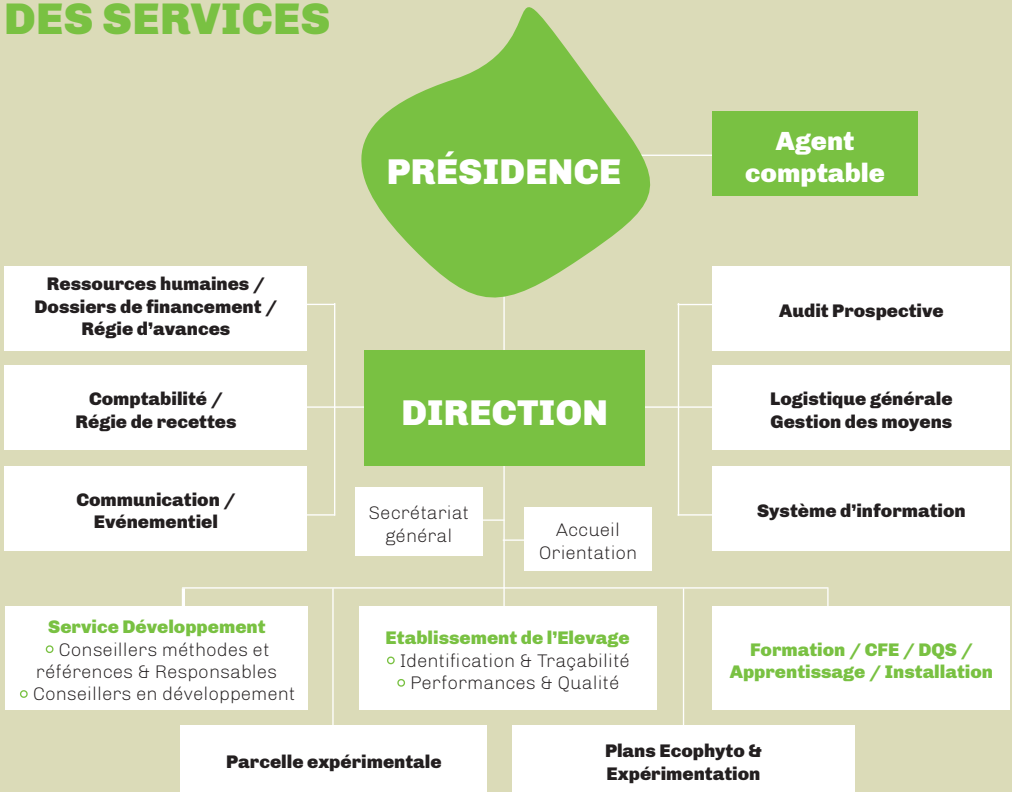 DES SERVICES
PRÉSIDENCE
Agent
comptable
Ressources humaines /
Dossiers de financement /
Régie d’avances
Audit Prospective
Comptabilité /
Régie de recettes
DIRECTION
Logistique générale
Gestion des moyens
Communication /
Evénementiel
Secrétariat
général
Accueil
Orientation
Système d’information
Service Développement
Conseillers méthodes et
références & Responsables
Conseillers en développement
Etablissement de l’Elevage
Identification & Traçabilité
Performances & Qualité
Formation / CFE / DQS /
Apprentissage / Installation
Parcelle expérimentale
Plans Ecophyto &
Expérimentation